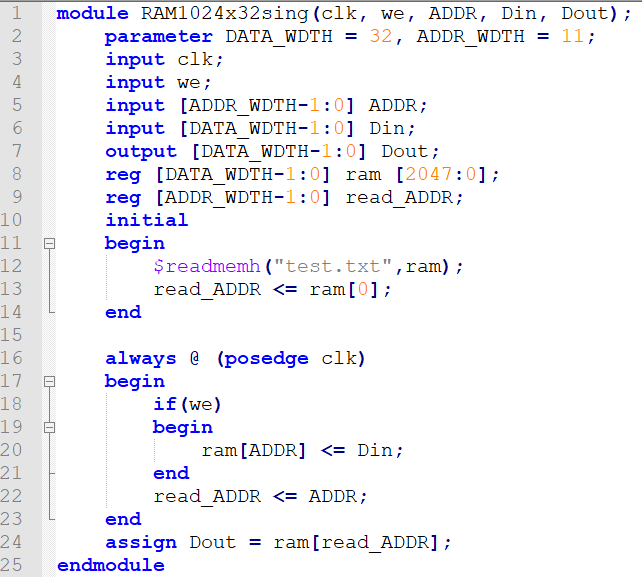 1 module RAM1024x32sing(clk, we, ADDR, Din, Dout);
2 parameter DATA_WDTH = 32, ADDR_WDTH = 11;
3 input clk;
4 input we;
5 input [ADDR_WDTH-1:0] ADDR;
6 input [DATA_WDTH-1:0] Din;
7 output [DATA_WDTH-1:0] Dout;
8 reg [DATA_WDTH-1:0] ram [2047:0];
9 reg [ADDR_WDTH-1:0] read_ADDR;
10 initial
11 begin
12 $readmemh("test.txt",ram);
13 read_ADDR <= ram[0];
14 end
15
16 always @ (posedge clk)
17 begin
18 if(we)
19 begin
20 ram[ADDR] <= Din;
21 end
22 read_ADDR <= ADDR;
23 end
24 assign Dout = ram[read_ADDR];
25 endmodule